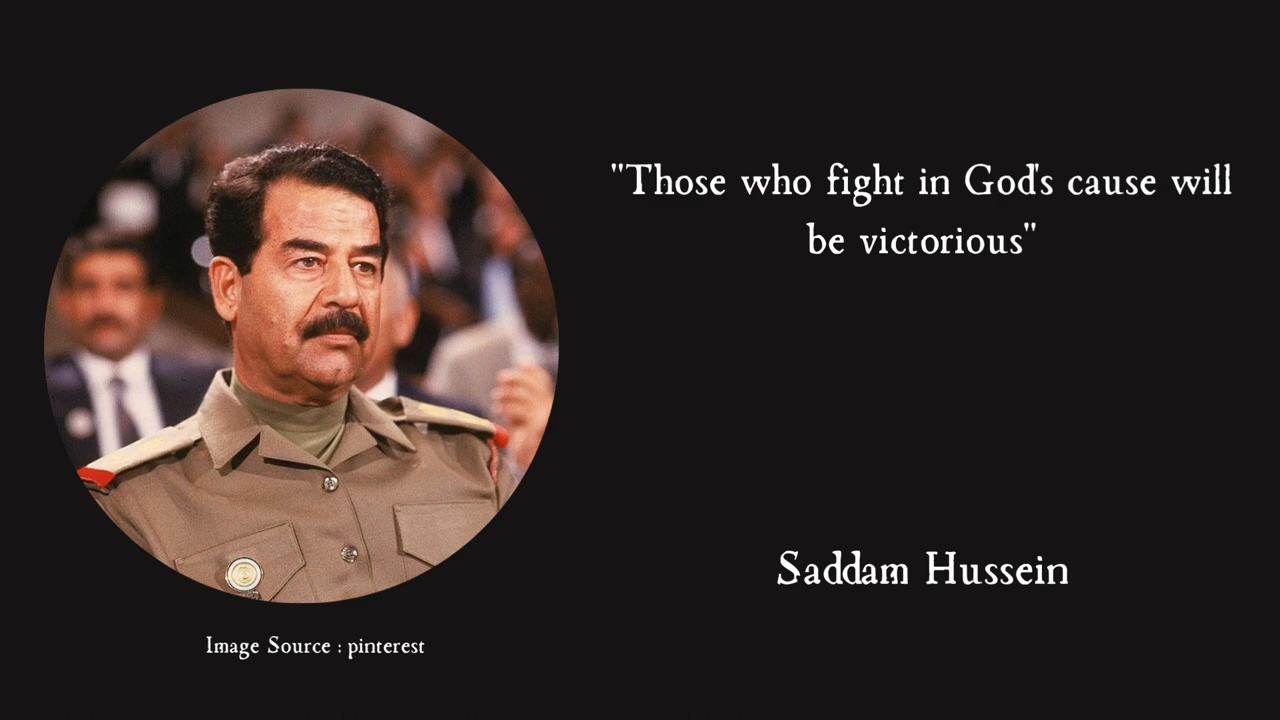 "Those who fight in God's cause will
be victorious"
Saddam Hussein
Image Source : pinterest